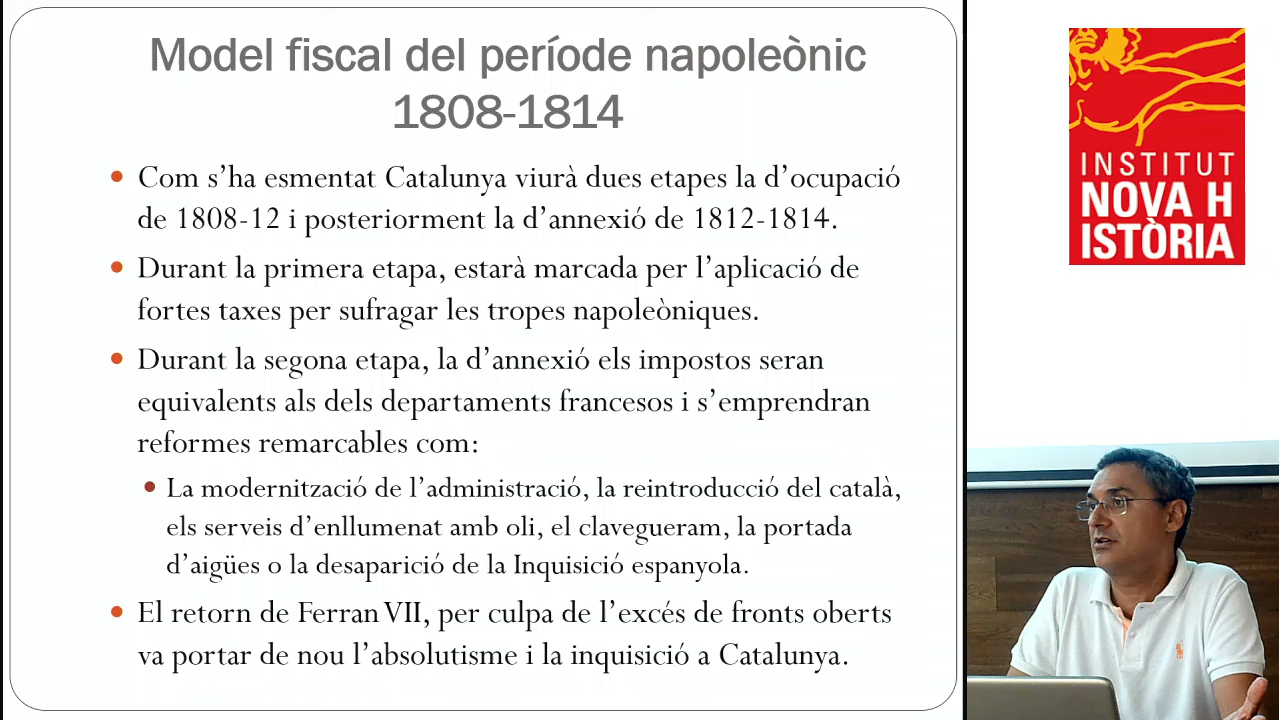 Model fiscal del període napoleònic
1808-1814
Com s’ha esmentat Catalunya viurà dues etapes la d’ocupació
de 1808-12 i posteriorment la d’annexió de 1812-1814.
Durant la primera etapa, estarà marcada per l’aplicació de
fortes taxes per sufragar les tropes napoleòniques.
Durant la segona etapa, la d’annexió els impostos seran
equivalents als dels departaments francesos i s’emprendran
reformes remarcables com:
La modernització de l’administració, la reintroducció del català,
els serveis d’enllumenat amb oli, el clavegueram, la portada
d’aigües o la desaparició de la Inquisició espanyola.
El retorn de Ferran VII, per culpa de l’excés de fronts oberts
va portar de nou l’absolutisme i la inquisició a Catalunya.
INSTITUT
NOVA H
ISTÒRIA